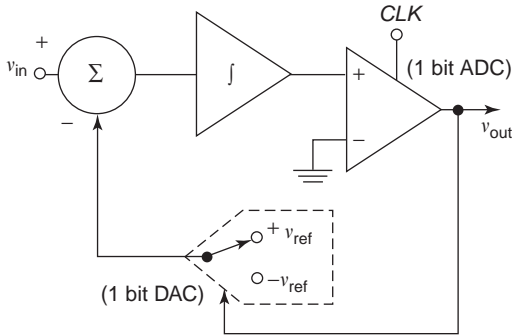 CLK
+
v_in
Σ
−
∫
+
−
(1 bit ADC)
v_out
+ v_ref
−v_ref
(1 bit DAC)